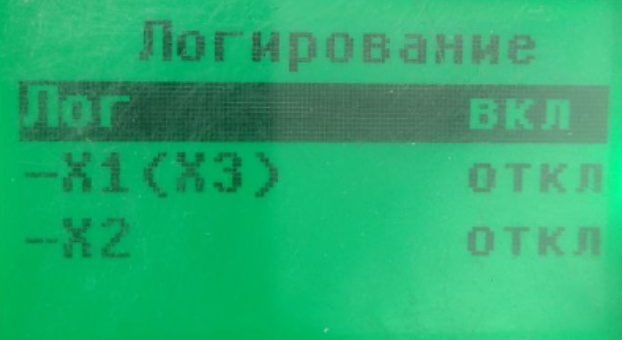 Логирование
Лог вкл
-X1(X3) откл
-X2 откл